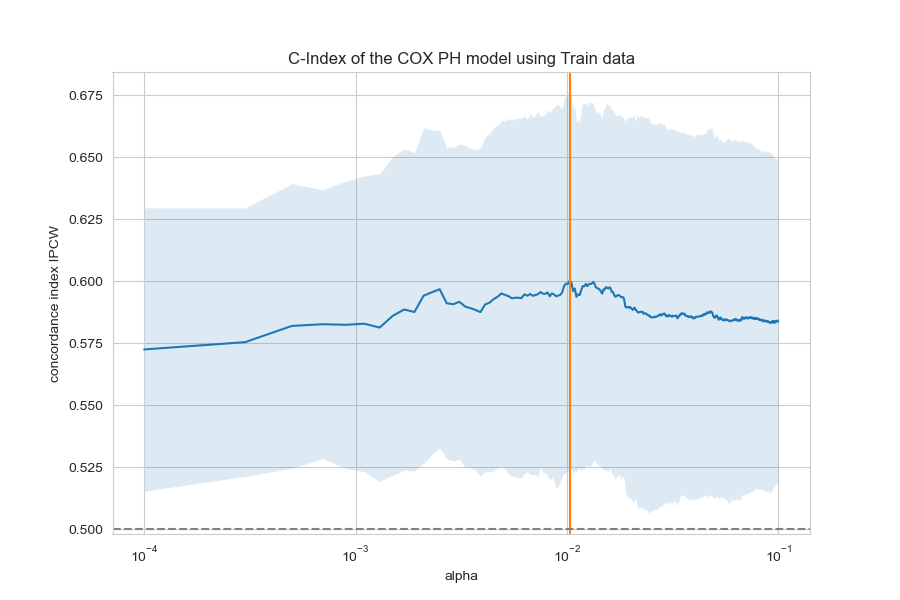 C-Index of the COX PH model using Train data
concordance index IPCW
0.675
0.650
0.625
0.600
0.575
0.550
0.525
0.500
10⁻⁴ 10⁻³ 10⁻² 10⁻¹
alpha